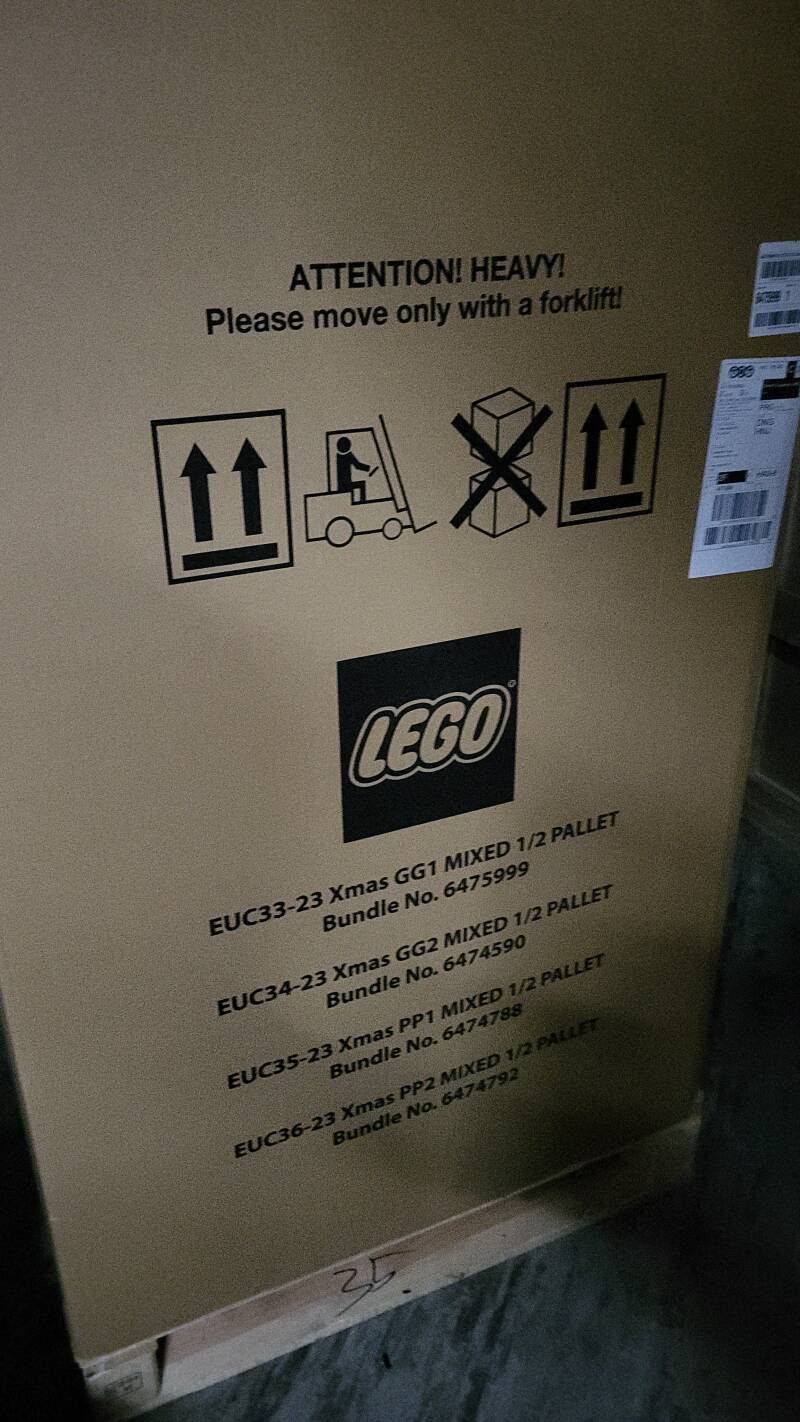 ATTENTION! HEAVY!
Please move only with a forklift!
LEGO®
EUC33-23 Xmas GG1 MIXED 1/2 PALLET
Bundle No. 6475999
EUC34-23 Xmas GG2 MIXED 1/2 PALLET
Bundle No. 6474590
EUC35-23 Xmas PP1 MIXED 1/2 PALLET
Bundle No. 6474788
EUC36-23 Xmas PP2 MIXED 1/2 PALLET
Bundle No. 6474792
35.